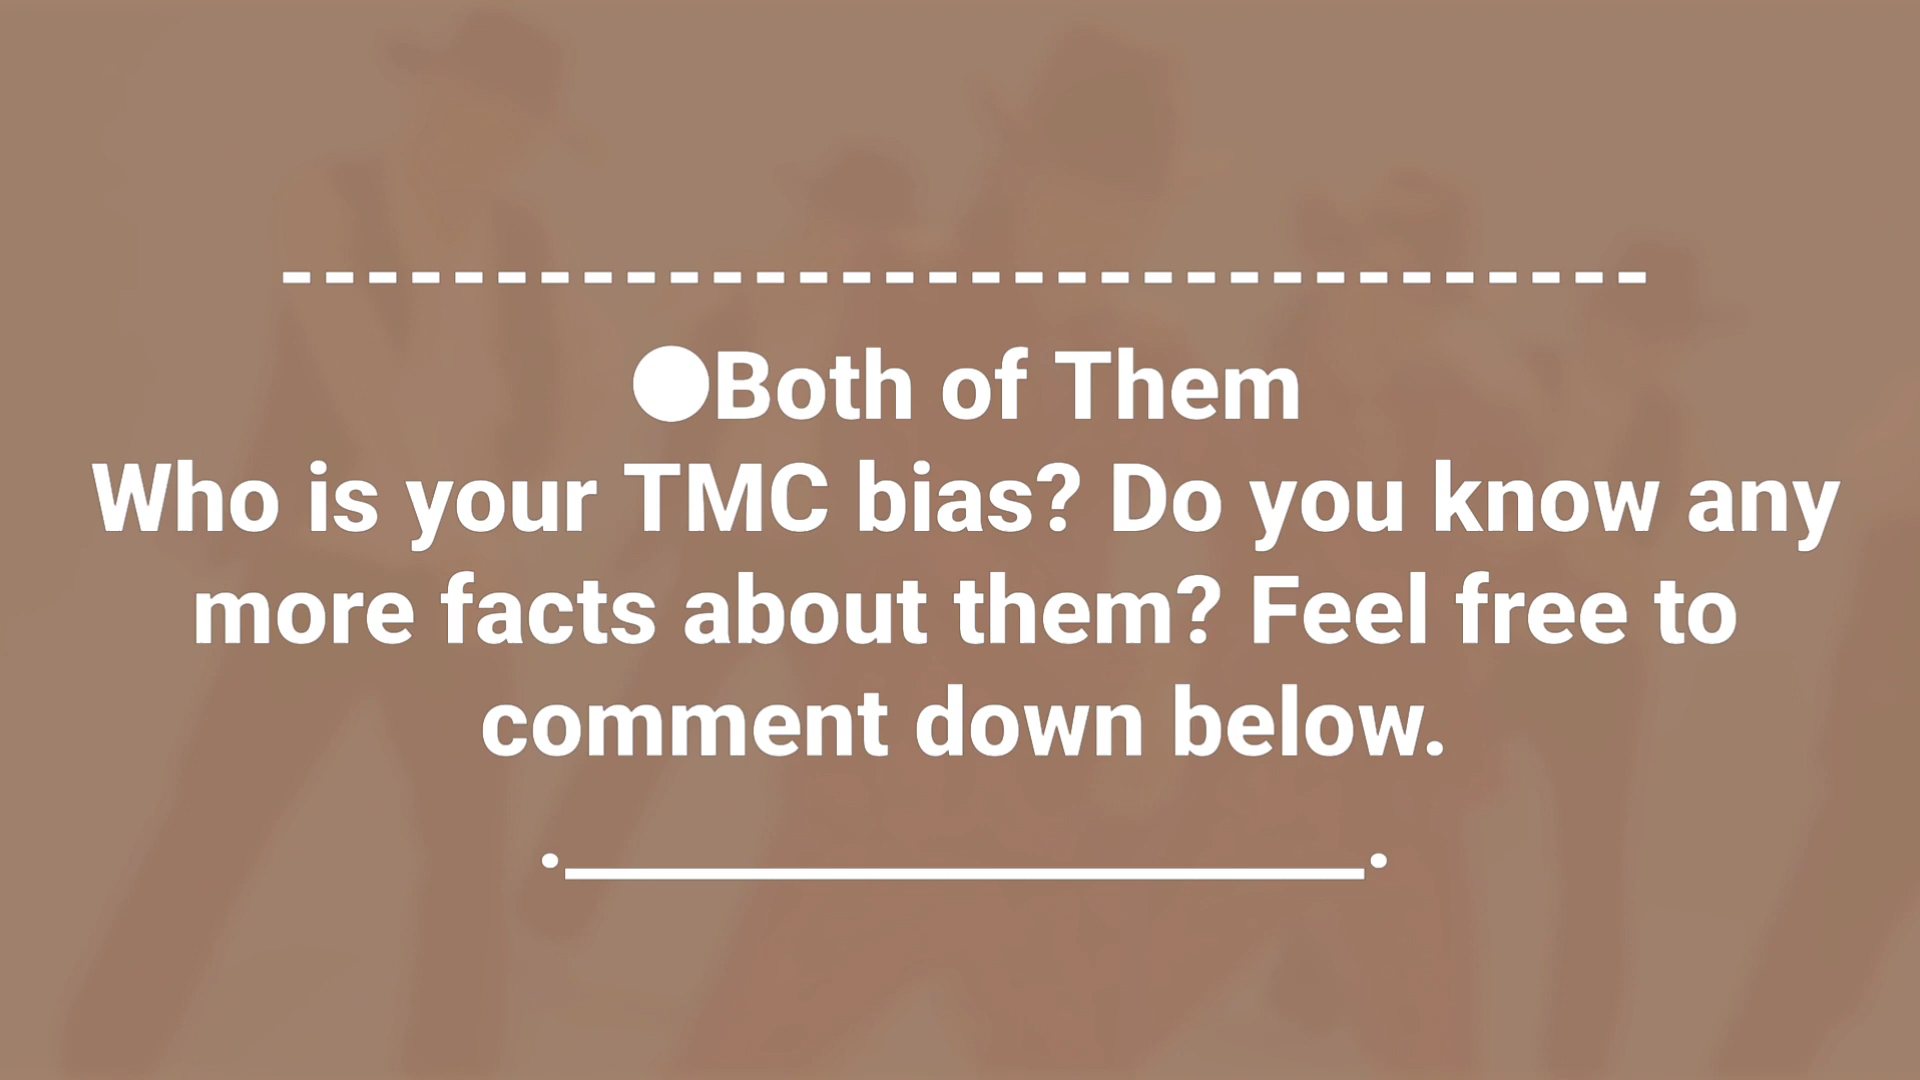 --------------------------------
●Both of Them
Who is your TMC bias? Do you know any
more facts about them? Feel free to
comment down below.
•__________________•